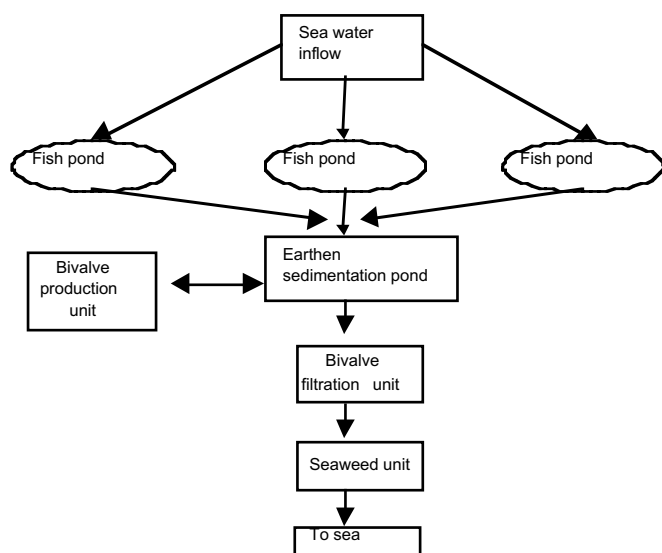 Sea water
inflow
Fish pond
Fish pond
Fish pond
Earthen
sedimentation pond
Bivalve
production
unit
Bivalve
filtration unit
Seaweed unit
To sea